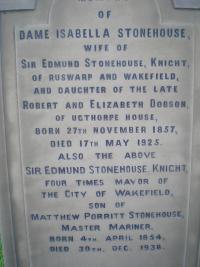 OF
DAME ISABELLA STONEHOUSE,
WIFE OF
SIR EDMUND STONEHOUSE, KNIGHT,
OF RUSWARP AND WAKEFIELD,
AND DAUGHTER OF THE LATE
ROBERT AND ELIZABETH DOBSON,
OF UGTHORPE HOUSE,
BORN 27TH NOVEMBER 1857,
DIED 17TH MAY 1925.
ALSO THE ABOVE
SIR EDMUND STONEHOUSE, KNIGHT,
FOUR TIMES MAYOR OF
THE CITY OF WAKEFIELD,
SON OF
MATTHEW PORRITT STONEHOUSE,
MASTER MARINER.
BORN 4TH APRIL 1854,
DIED 30TH, DEC. 1938.